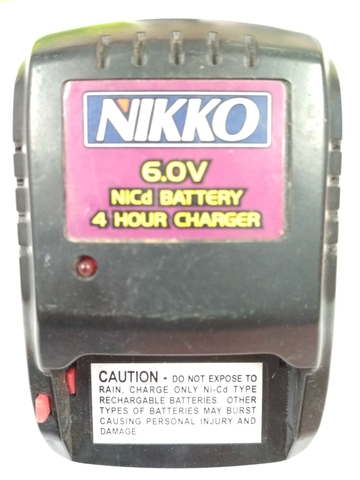 NIKKO
6.0V
NiCd BATTERY
4 HOUR CHARGER
CAUTION - DO NOT EXPOSE TO
RAIN, CHARGE ONLY Ni-Cd TYPE
RECHARGABLE BATTERIES. OTHER
TYPES OF BATTERIES MAY BURST
CAUSING PERSONAL INJURY AND
DAMAGE